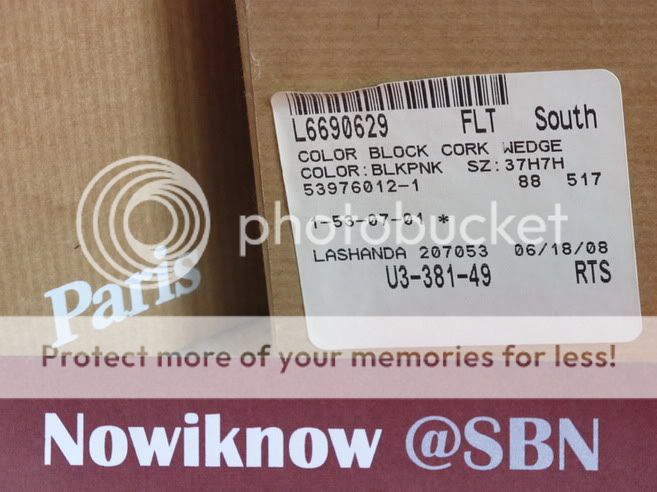 L6690629 FLT South
COLOR BLOCK CORK WEDGE
COLOR:BLKPNK SZ:37H7H
53976012-1 88 517
1-53-07-01 *
LASHANDA 207053 06/18/08
U3-381-49 RTS
photobucket
Paris
Protect more of your memories for less!
Nowiknow @SBN